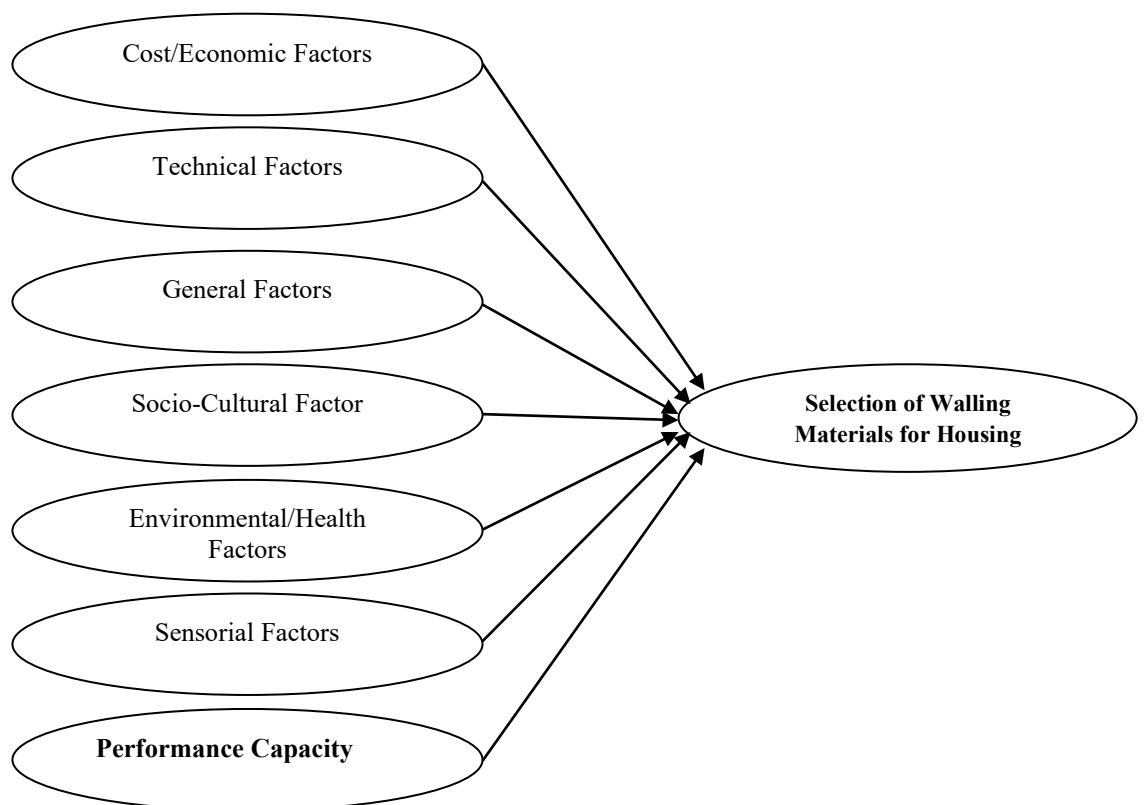 Cost/Economic Factors
Technical Factors
General Factors
Socio-Cultural Factor
Environmental/Health
Factors
Sensorial Factors
Performance Capacity
Selection of Walling
Materials for Housing